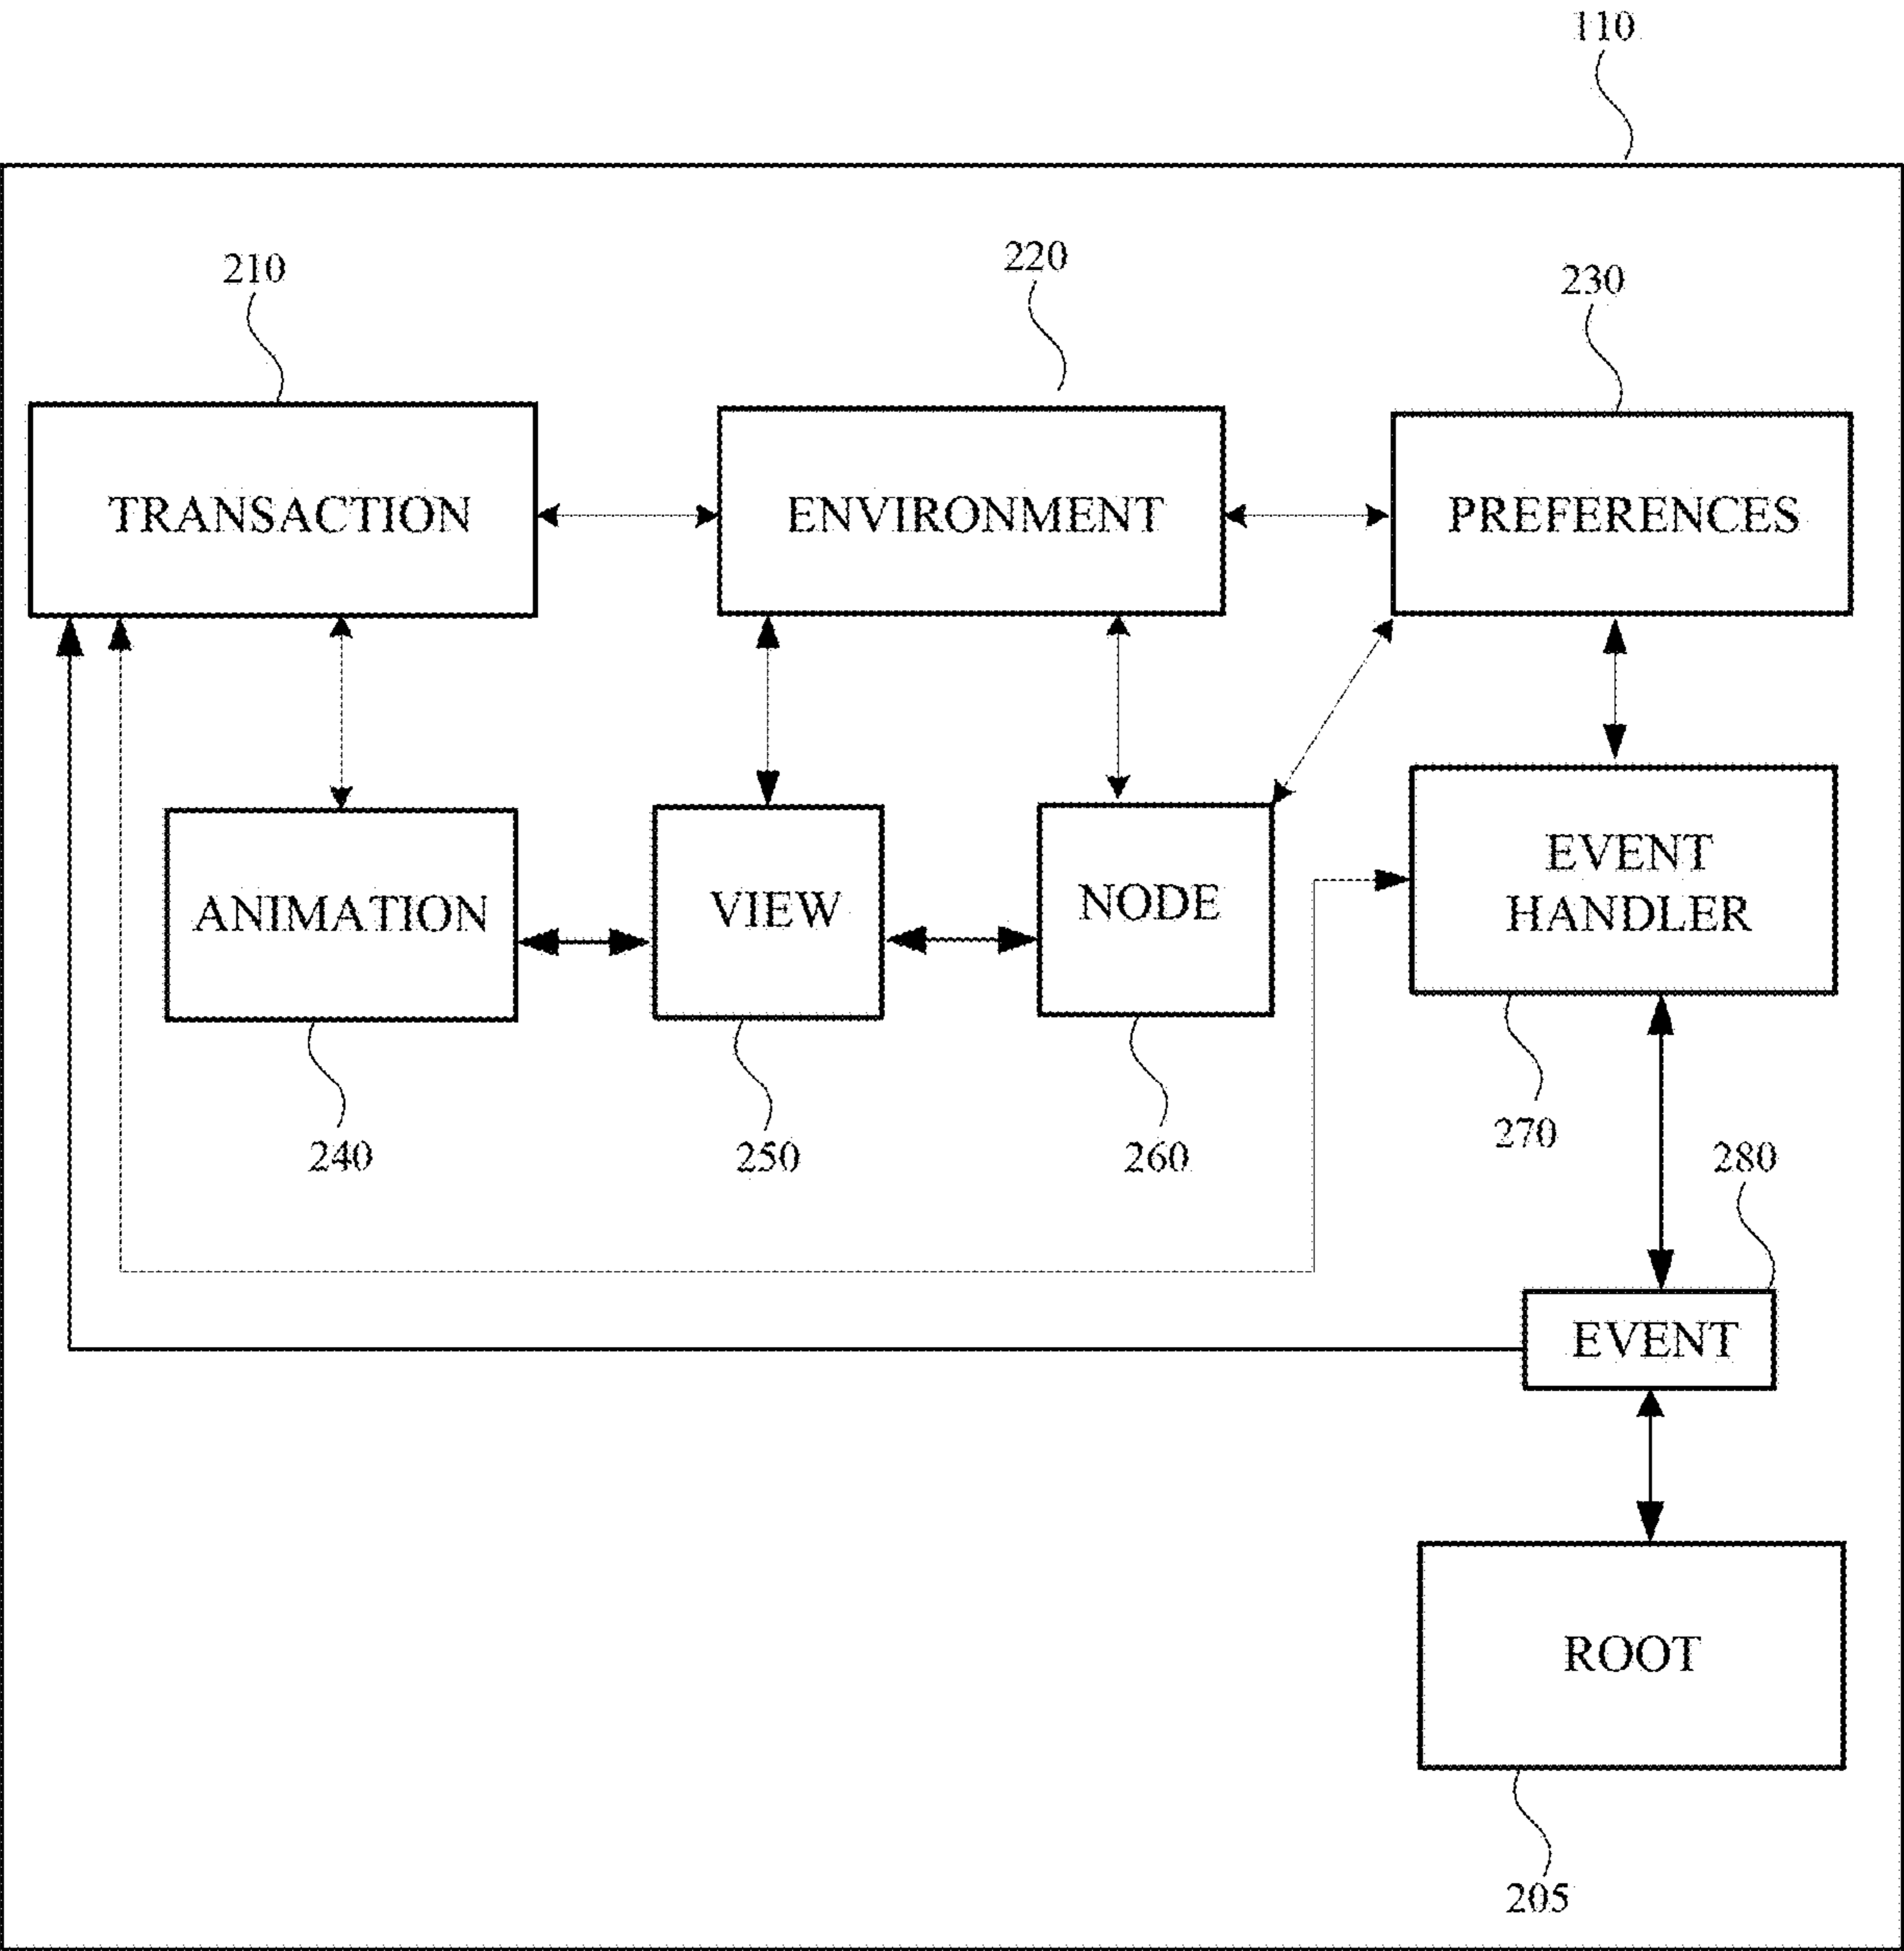 110
210
220
230
TRANSACTION
ENVIRONMENT
PREFERENCES
ANIMATION
VIEW
NODE
EVENT
HANDLER
240
250
260
270
280
EVENT
ROOT
205